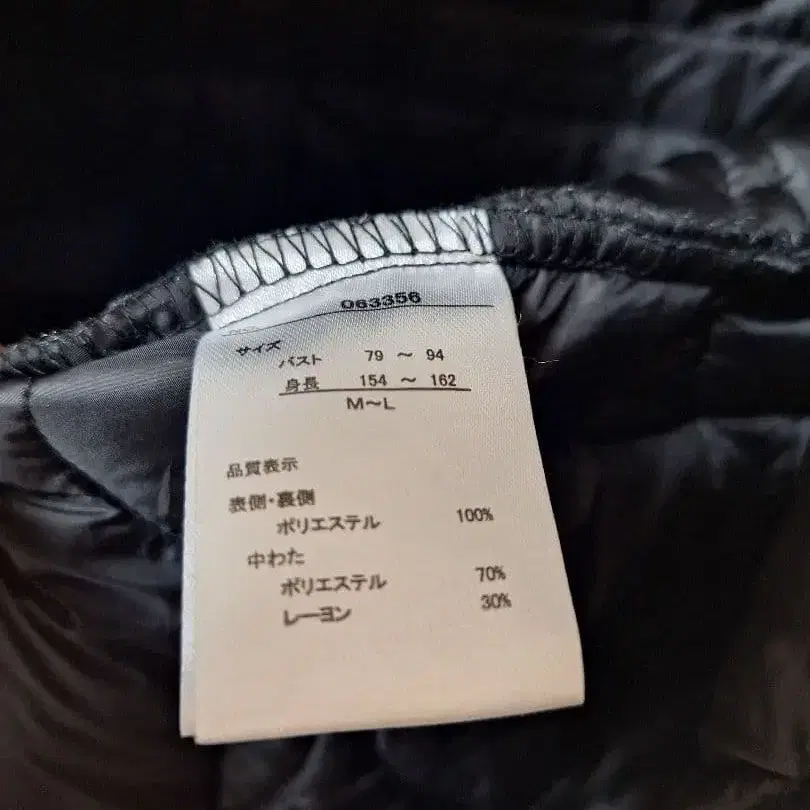 063356
サイズ
バスト 79 ～ 94
身長 154 ～ 162
M～L
品質表示
表側・裏側
ポリエステル 100%
中わた
ポリエステル 70%
レーヨン 30%